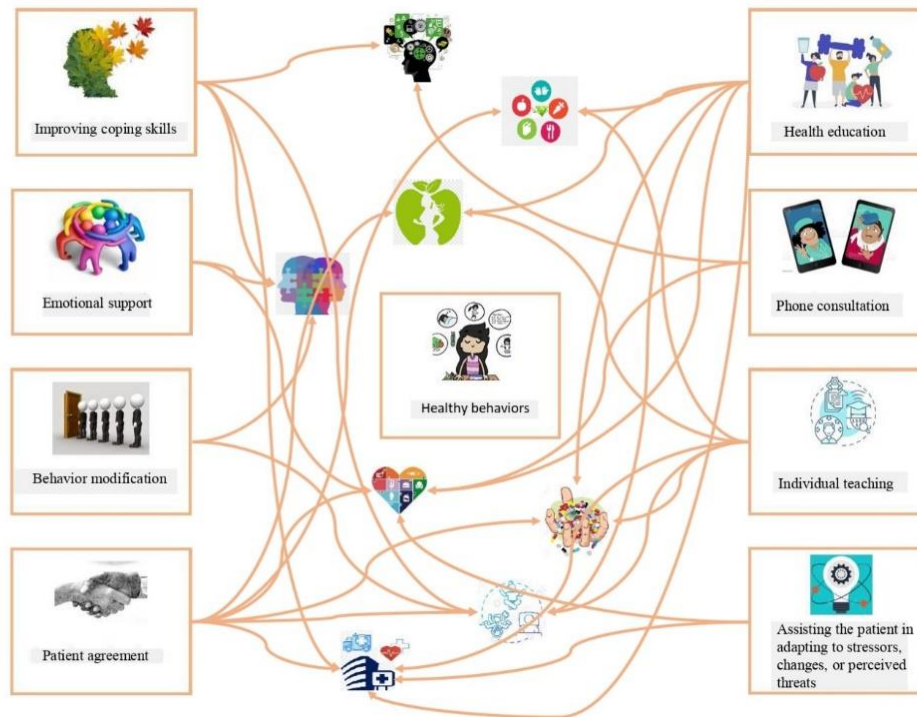 Improving coping skills
Health education
Emotional support
Phone consultation
Healthy behaviors
Behavior modification
Individual teaching
Patient agreement
Assisting the patient in
adapting to stressors,
changes, or perceived
threats